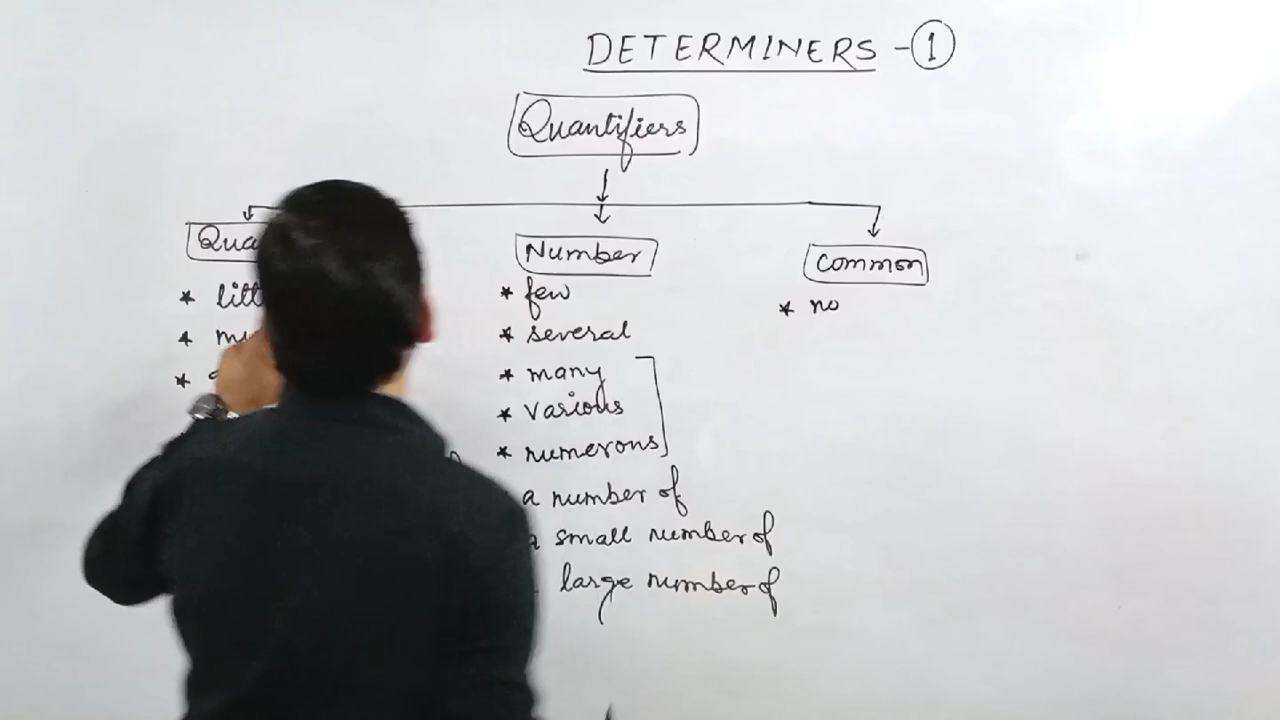 DETERMINERS - 1
Quantifiers
Number
Common
* few
* no
* several
* many
* various
* numerous
a number of
a small number of
large number of